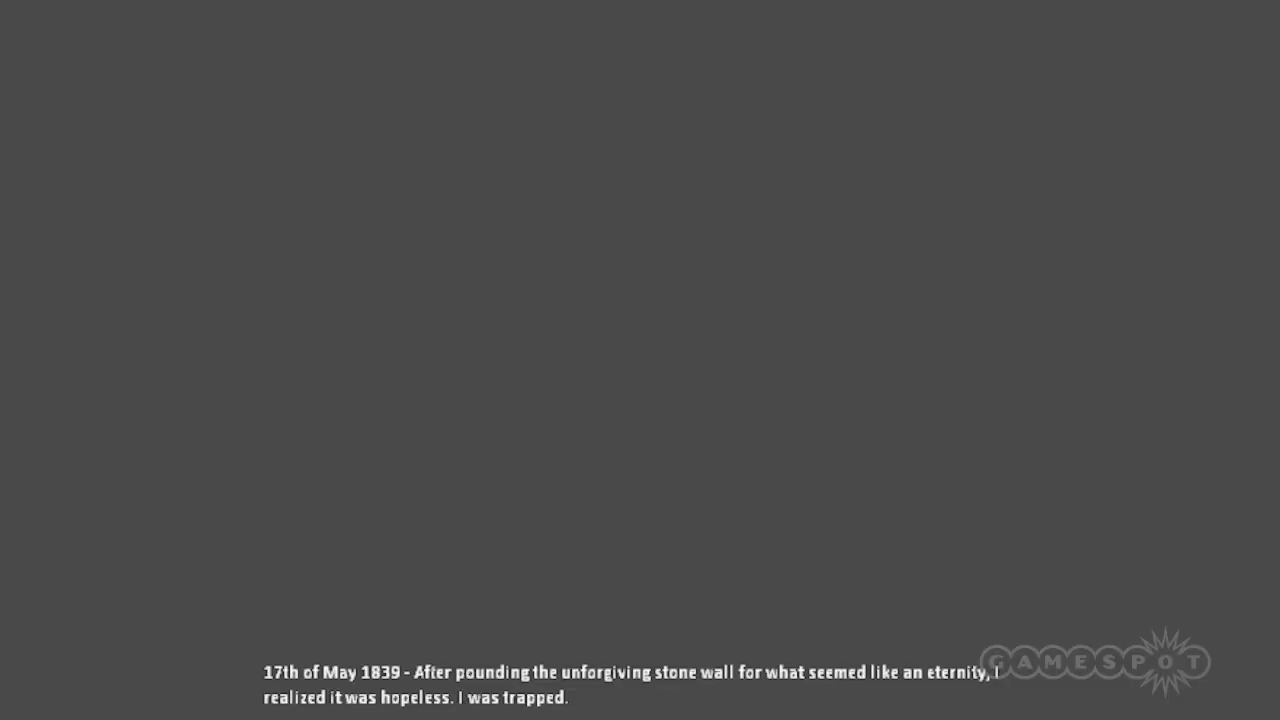 17th of May 1839 - After pounding the unforgiving stone wall for what seemed like an eternity, I
realized it was hopeless. I was trapped.
GAMESPOT